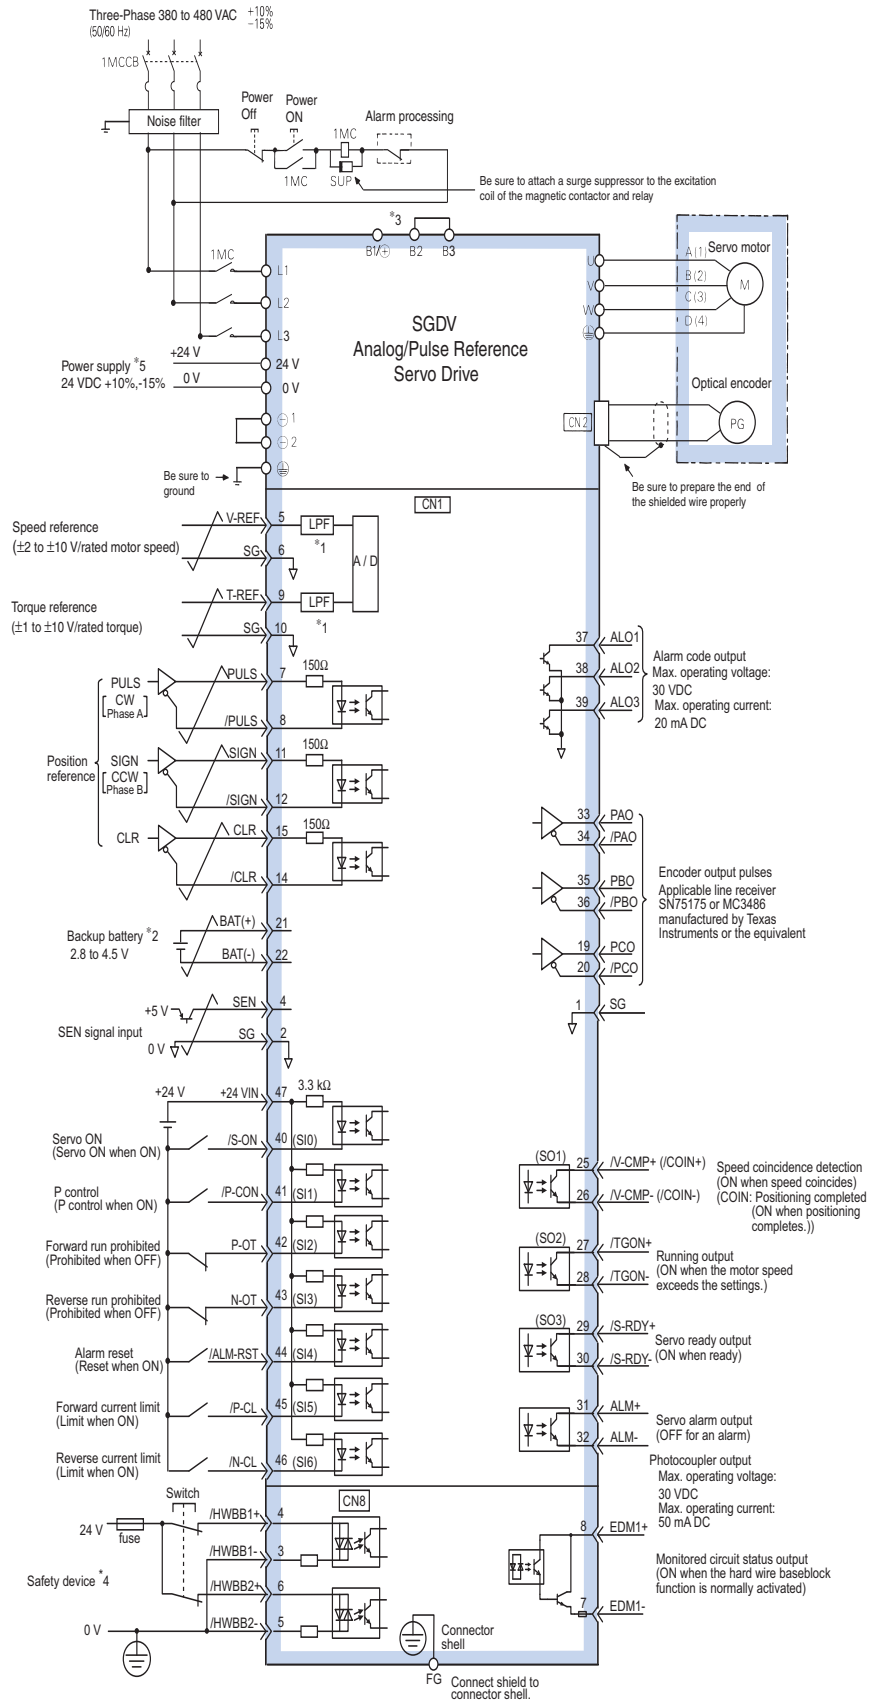 Three-Phase 380 to 480 VAC +10% -15%
(50/60 Hz)
1MCCB
Noise filter
Power Off
Power ON
1MC
1MC
SUP
Alarm processing
Be sure to attach a surge suppressor to the excitation
coil of the magnetic contactor and relay
*3
B1/⊕ B2 B3
1MC
L1
L2
L3
Power supply *5
24 VDC +10%,-15%
+24 V
0 V
24 V
0 V
⊖ 1
⊖ 2
Be sure to
ground
SGDV
Analog/Pulse Reference
Servo Drive
U
V
W
A (1)
B (2)
C (3)
D (4)
Servo motor
M
Optical encoder
CN2
PG
Be sure to prepare the end of
the shielded wire properly
CN1
Speed reference
(±2 to ±10 V/rated motor speed)
V-REF 5 LPF
*1
SG 6
A / D
Torque reference
(±1 to ±10 V/rated torque)
T-REF 9 LPF
*1
SG 10
Position
reference
PULS
CW
Phase A
PULS 7 150Ω
/PULS 8
SIGN
CCW
Phase B
SIGN 11 150Ω
/SIGN 12
CLR
CLR 15 150Ω
/CLR 14
Backup battery *2
2.8 to 4.5 V
BAT(+) 21
BAT(-) 22
SEN signal input
+5 V
0 V
SEN 4
SG 2
+24 V
+24 VIN 47 3.3 kΩ
Servo ON
(Servo ON when ON)
/S-ON 40 (SI0)
P control
(P control when ON)
/P-CON 41 (SI1)
Forward run prohibited
(Prohibited when OFF)
P-OT 42 (SI2)
Reverse run prohibited
(Prohibited when OFF)
N-OT 43 (SI3)
Alarm reset
(Reset when ON)
/ALM-RST 44 (SI4)
Forward current limit
(Limit when ON)
/P-CL 45 (SI5)
Reverse current limit
(Limit when ON)
/N-CL 46 (SI6)
37 ALO1
38 ALO2
39 ALO3
Alarm code output
Max. operating voltage:
30 VDC
Max. operating current:
20 mA DC
33 PAO
34 /PAO
35 PBO
36 /PBO
19 PCO
20 /PCO
Encoder output pulses
Applicable line receiver
SN75175 or MC3486
manufactured by Texas
Instruments or the equivalent
1 SG
(SO1)
25 /V-CMP+ (/COIN+)
26 /V-CMP- (/COIN-)
Speed coincidence detection
(ON when speed coincides)
(COIN: Positioning completed
(ON when positioning
completes.))
(SO2)
27 /TGON+
28 /TGON-
Running output
(ON when the motor speed
exceeds the settings.)
(SO3)
29 /S-RDY+
30 /S-RDY-
Servo ready output
(ON when ready)
31 ALM+
32 ALM-
Servo alarm output
(OFF for an alarm)
Photocoupler output
Max. operating voltage:
30 VDC
Max. operating current:
50 mA DC
CN8
Switch
24 V
fuse
Safety device *4
0 V
/HWBB1+ 4
/HWBB1- 3
/HWBB2+ 6
/HWBB2- 5
8 EDM1+
7 EDM1-
Monitored circuit status output
(ON when the hard wire baseblock
function is normally activated)
Connector
shell
FG
Connect shield to
connector shell.